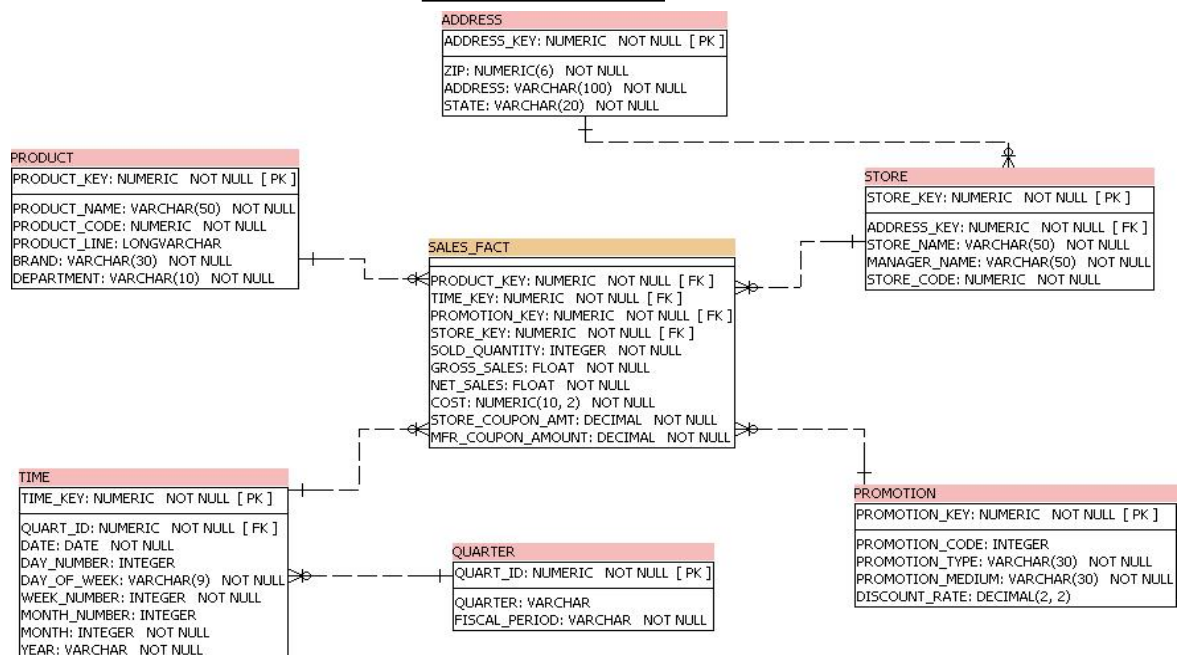 ADDRESS
ADDRESS_KEY: NUMERIC NOT NULL [ PK ]
ZIP: NUMERIC(6) NOT NULL
ADDRESS: VARCHAR(100) NOT NULL
STATE: VARCHAR(20) NOT NULL
PRODUCT
PRODUCT_KEY: NUMERIC NOT NULL [ PK ]
PRODUCT_NAME: VARCHAR(50) NOT NULL
PRODUCT_CODE: NUMERIC NOT NULL
PRODUCT_LINE: LONGVARCHAR
BRAND: VARCHAR(30) NOT NULL
DEPARTMENT: VARCHAR(10) NOT NULL
STORE
STORE_KEY: NUMERIC NOT NULL [ PK ]
ADDRESS_KEY: NUMERIC NOT NULL [ FK ]
STORE_NAME: VARCHAR(50) NOT NULL
MANAGER_NAME: VARCHAR(50) NOT NULL
STORE_CODE: NUMERIC NOT NULL
SALES_FACT
PRODUCT_KEY: NUMERIC NOT NULL [ FK ]
TIME_KEY: NUMERIC NOT NULL [ FK ]
PROMOTION_KEY: NUMERIC NOT NULL [ FK ]
STORE_KEY: NUMERIC NOT NULL [ FK ]
SOLD_QUANTITY: INTEGER NOT NULL
GROSS_SALES: FLOAT NOT NULL
NET_SALES: FLOAT NOT NULL
COST: NUMERIC(10, 2) NOT NULL
STORE_COUPON_AMT: DECIMAL NOT NULL
MFR_COUPON_AMOUNT: DECIMAL NOT NULL
TIME
TIME_KEY: NUMERIC NOT NULL [ PK ]
QUART_ID: NUMERIC NOT NULL [ FK ]
DATE: DATE NOT NULL
DAY_NUMBER: INTEGER
DAY_OF_WEEK: VARCHAR(9) NOT NULL
WEEK_NUMBER: INTEGER NOT NULL
MONTH_NUMBER: INTEGER
MONTH: INTEGER NOT NULL
YEAR: VARCHAR NOT NULL
QUARTER
QUART_ID: NUMERIC NOT NULL [ PK ]
QUARTER: VARCHAR
FISCAL_PERIOD: VARCHAR NOT NULL
PROMOTION
PROMOTION_KEY: NUMERIC NOT NULL [ PK ]
PROMOTION_CODE: INTEGER
PROMOTION_TYPE: VARCHAR(30) NOT NULL
PROMOTION_MEDIUM: VARCHAR(30) NOT NULL
DISCOUNT_RATE: DECIMAL(2, 2)